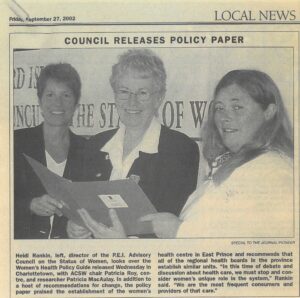 Friday, September 27, 2002
LOCAL NEWS
COUNCIL RELEASES POLICY PAPER
RD IS
UNCIL THE STATUS OF W
SPECIAL TO THE JOURNAL PIONEER
Heidi Rankin, left, director of the P.E.I. Advisory
Council on the Status of Women, looks over the
Women's Health Policy Guide released Wednesday in
Charlottetown, with ACSW chair Patricia Roy, cen-
tre, and researcher Patricia MacAulay. In addition to
a host of recommendations for change, the policy
paper praised the establishment of the women's
health centre in East Prince and recommends that
all of the regional health boards in the province
establish similar units. "In this time of debate and
discussion about health care, we must stop and con-
sider women's unique role in the system," Rankin
said. "We are the most frequent consumers and
providers of that care."